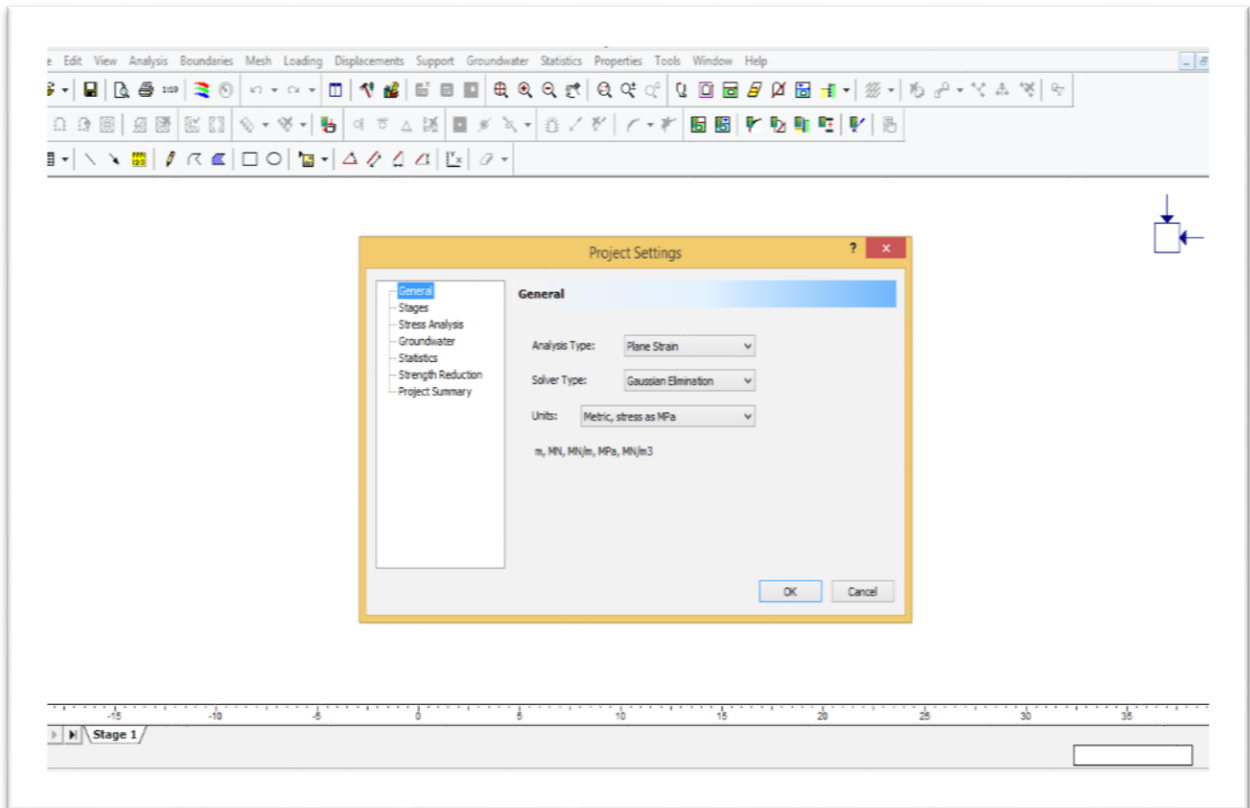 Edit View Analysis Boundaries Mesh Loading Displacements Support Groundwater Statistics Properties Tools Window Help
Project Settings ? x
General
Stages
Stress Analysis
Groundwater
Statistics
Strength Reduction
Project Summary
General
Analysis Type: Plane Strain
Solver Type: Gaussian Elimination
Units: Metric, stress as MPa
m, MN, MN/m, MPa, MN/m3
OK Cancel
-15 -10 -5 0 5 10 15 20 25 30 35
Stage 1